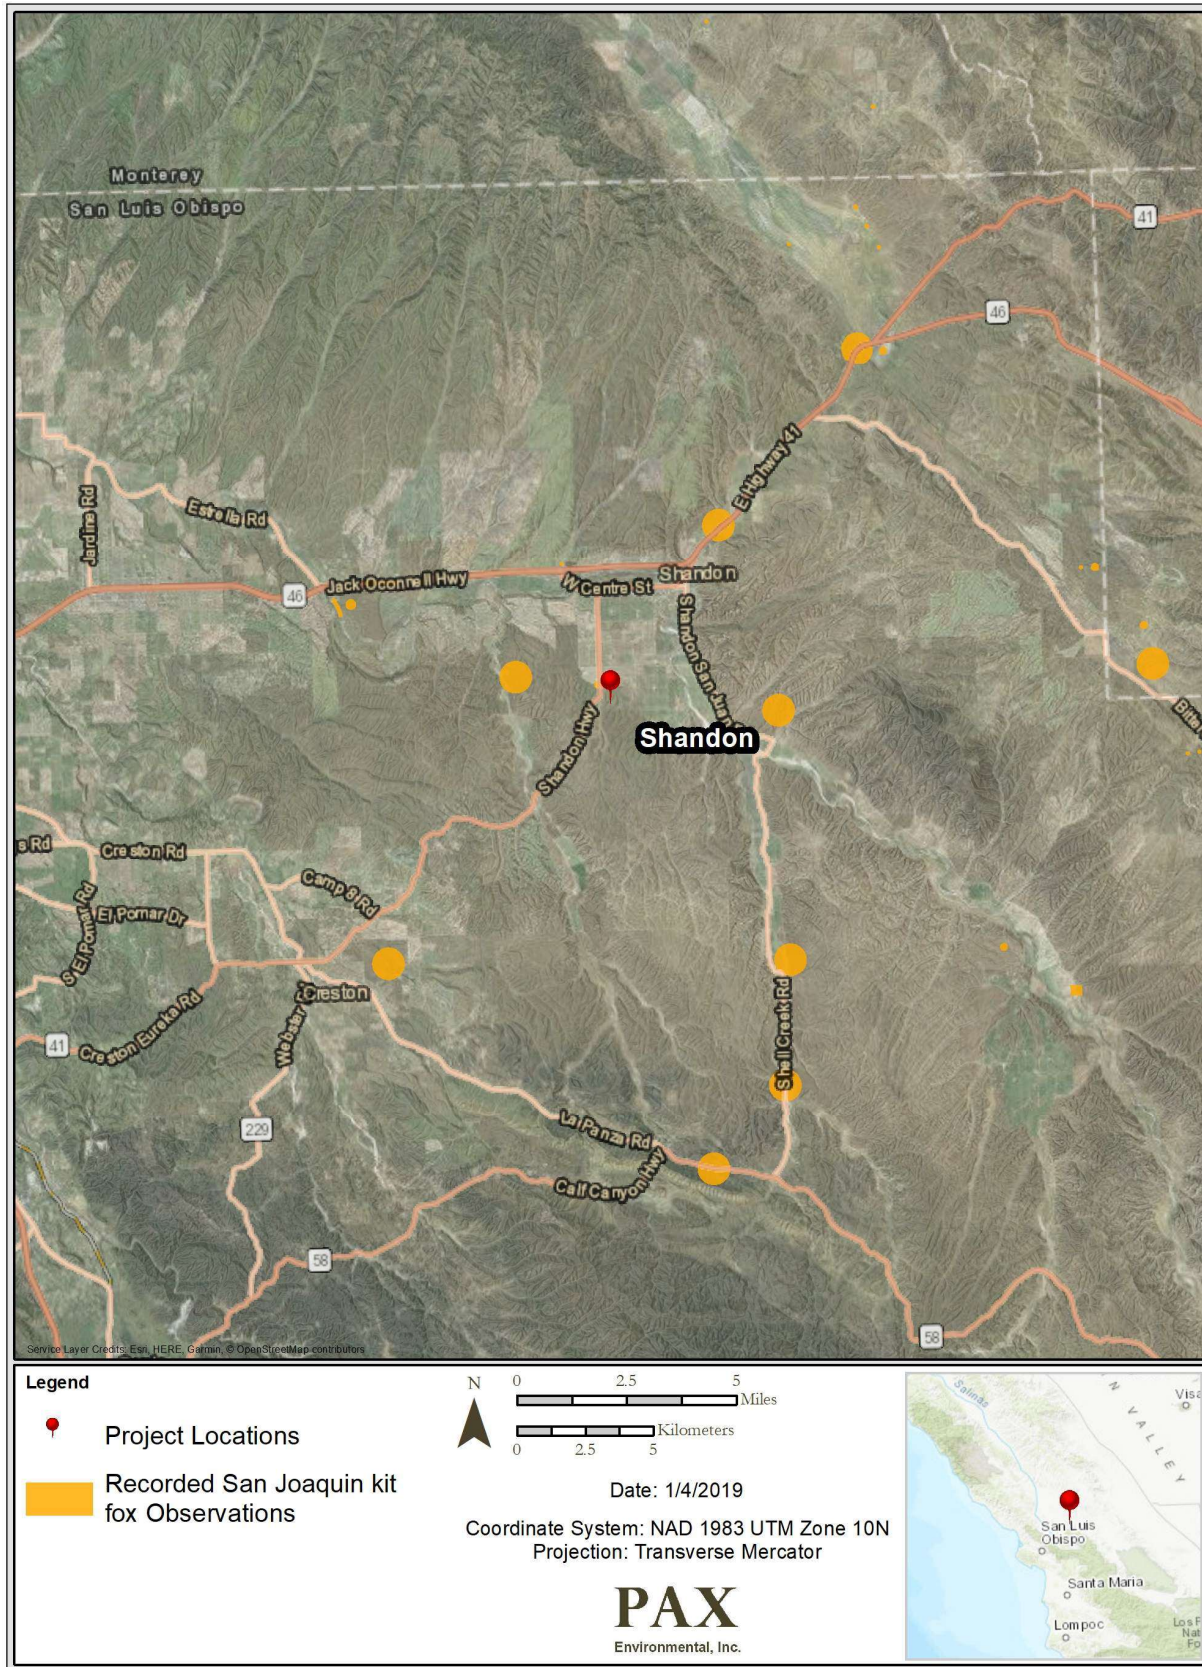 Monterey
San Luis Obispo
41
46
E Highway 41
Jardine Rd
Estrella Rd
Jack Oconnell Hwy
46
W Centre St
Shandon
Shandon San Juan
Shandon
Shandon Hwy
s Rd
Creston Rd
Camp 8 Rd
El Pomar Dr
S El Pomar Rd
Creston
Creston Eureka Rd
Webster
41
229
Shell Creek Rd
La Panza Rd
Calf Canyon Hwy
58
58
Service Layer Credits: Esri, HERE, Garmin, © OpenStreetMap contributors
Legend
Project Locations
Recorded San Joaquin kit
fox Observations
N
0 2.5 5
Miles
Kilometers
0 2.5 5
Date: 1/4/2019
Coordinate System: NAD 1983 UTM Zone 10N
Projection: Transverse Mercator
PAX
Environmental, Inc.
Salinas
Visa
N VALLEY
San Luis
Obispo
Santa Maria
Lompoc
Los P
Nat
Fo